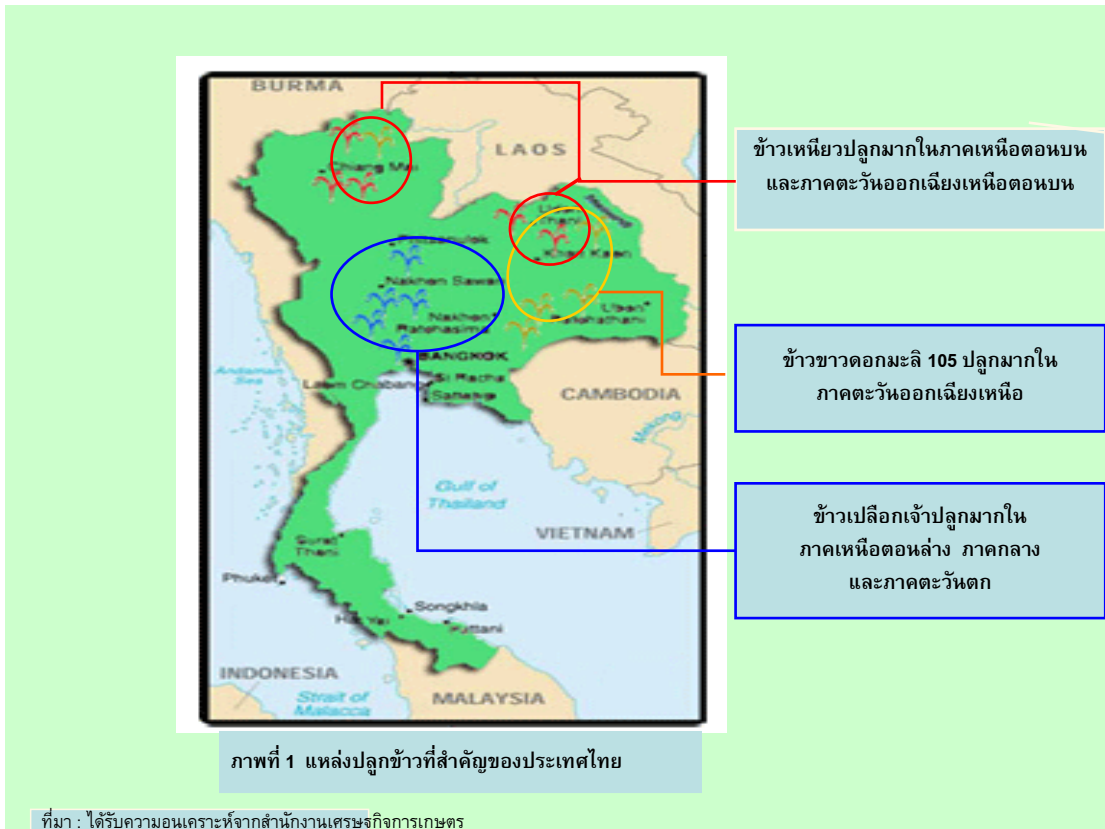 BURMA
LAOS
Chiang Mai
Udon
Thani
Mekong
Phitsanulok
Khon Kaen
Nakhon Sawan
Nakhon
Ratchasima
Ubon
Ratchathani
BANGKOK
Andaman
Sea
Laem Chabang
Si Racha
Sattahip
CAMBODIA
Mekong
Gulf of
Thailand
VIETNAM
Surat
Thani
Phuket
Songkhla
Hat Yai
Pattani
INDONESIA
Strait of
Malacca
MALAYSIA
ข้าวเหนียวปลูกมากในภาคเหนือตอนบน
และภาคตะวันออกเฉียงเหนือตอนบน
ข้าวขาวดอกมะลิ 105 ปลูกมากใน
ภาคตะวันออกเฉียงเหนือ
ข้าวเปลือกเจ้าปลูกมากใน
ภาคเหนือตอนล่าง ภาคกลาง
และภาคตะวันตก
ภาพที่ 1 แหล่งปลูกข้าวที่สำคัญของประเทศไทย
ที่มา : ได้รับความอนุเคราะห์จากสำนักงานเศรษฐกิจการเกษตร